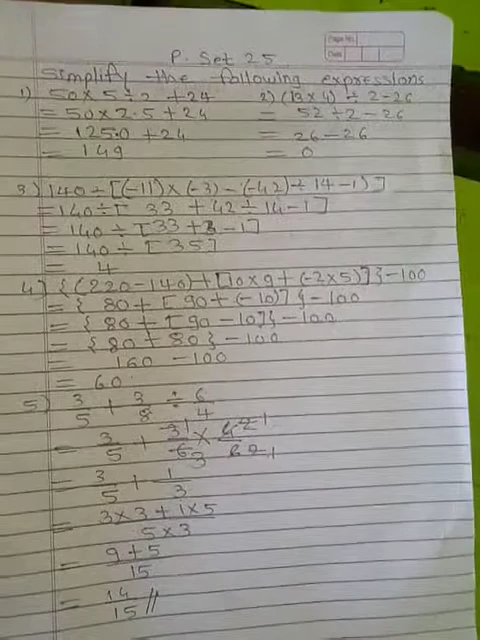 Page No.
Date
P. Set 25
Simplify the following expressions
1) 50×5÷2 +24
= 50×2.5+24
= 125.0+24
= 149
2) (13×4) ÷ 2-26
= 52÷2-26
= 26-26
= 0
3) 140÷[(-11)×(-3)-(-42)÷14-1)]
=140÷[ 33 +42÷14-1]
= 140÷[33+3-1]
= 140÷[35]
= 4
4) {(220-140)+[10×9+(-2×5)]}-100
= { 80+[90+(-10)]}-100
= { 80+[90-10]}-100
= {80+80}-100
= 160-100
= 60
5) 3/5 + 3/8 ÷ 6/4
= 3/5 +
= 3/5 + 1/3
= 3×3+1×5 / 5×3
= 9+5 / 15
= 14/15 //